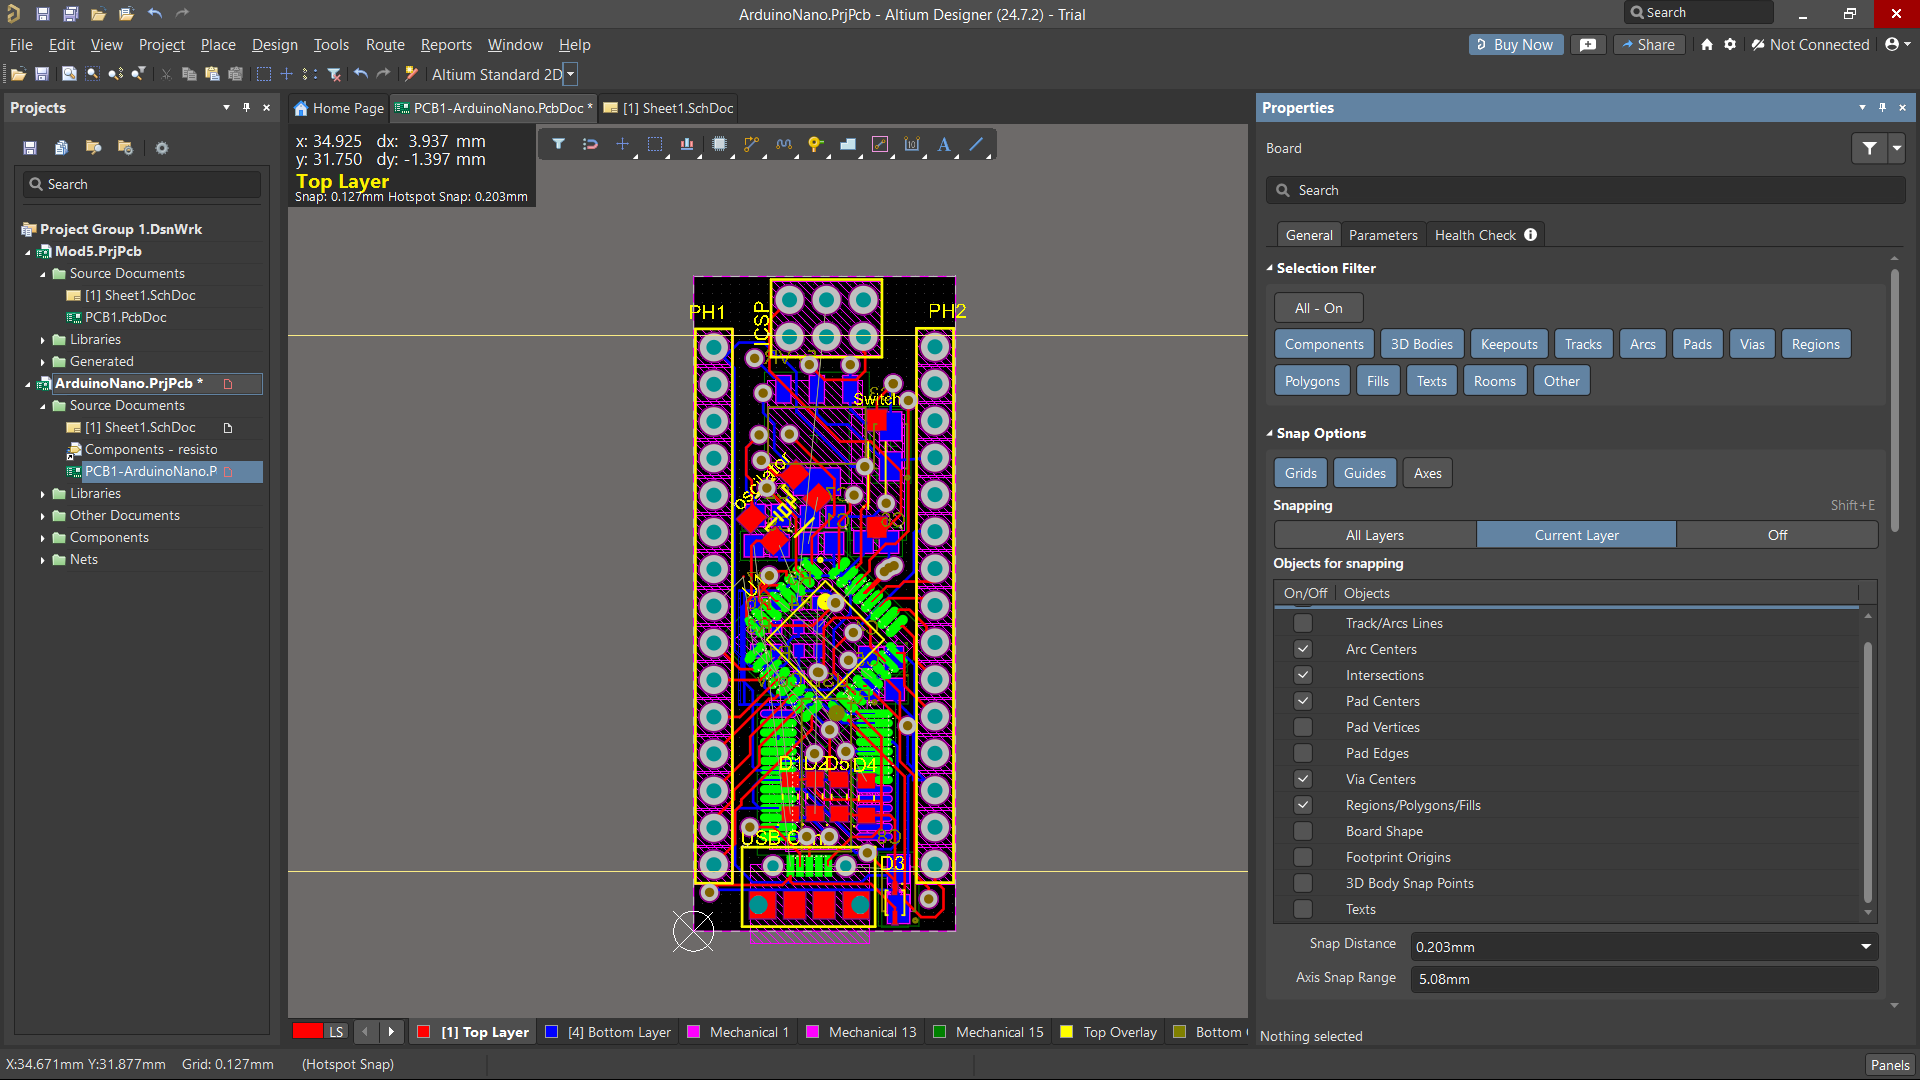 ArduinoNano.PrjPcb - Altium Designer (24.7.2) - Trial
Search
File Edit View Project Place Design Tools Route Reports Window Help
Buy Now Share Not Connected
Altium Standard 2D
Projects
Home Page PCB1-ArduinoNano.PcbDoc * [1] Sheet1.SchDoc
Properties
x: 34.925 dx: 3.937 mm
y: 31.750 dy: -1.397 mm
Top Layer
Snap: 0.127mm Hotspot Snap: 0.203mm
Board
Search
Search
Project Group 1.DsnWrk
Mod5.PrjPcb
Source Documents
[1] Sheet1.SchDoc
PCB1.PcbDoc
Libraries
Generated
ArduinoNano.PrjPcb *
Source Documents
[1] Sheet1.SchDoc
Components - resisto
PCB1-ArduinoNano.P
Libraries
Other Documents
Components
Nets
PH1
ICSP
PH2
Switch
oscilator
U1
D1 D2 D5 D4
D3
General Parameters Health Check
Selection Filter
All - On
Components 3D Bodies Keepouts Tracks Arcs Pads Vias Regions
Polygons Fills Texts Rooms Other
Snap Options
Grids Guides Axes
Snapping Shift+E
All Layers Current Layer Off
Objects for snapping
On/Off Objects
Track/Arcs Lines
Arc Centers
Intersections
Pad Centers
Pad Vertices
Pad Edges
Via Centers
Regions/Polygons/Fills
Board Shape
Footprint Origins
3D Body Snap Points
Texts
Snap Distance 0.203mm
Axis Snap Range 5.08mm
LS [1] Top Layer [4] Bottom Layer Mechanical 1 Mechanical 13 Mechanical 15 Top Overlay Bottom
Nothing selected
X:34.671mm Y:31.877mm Grid: 0.127mm (Hotspot Snap)
Panels